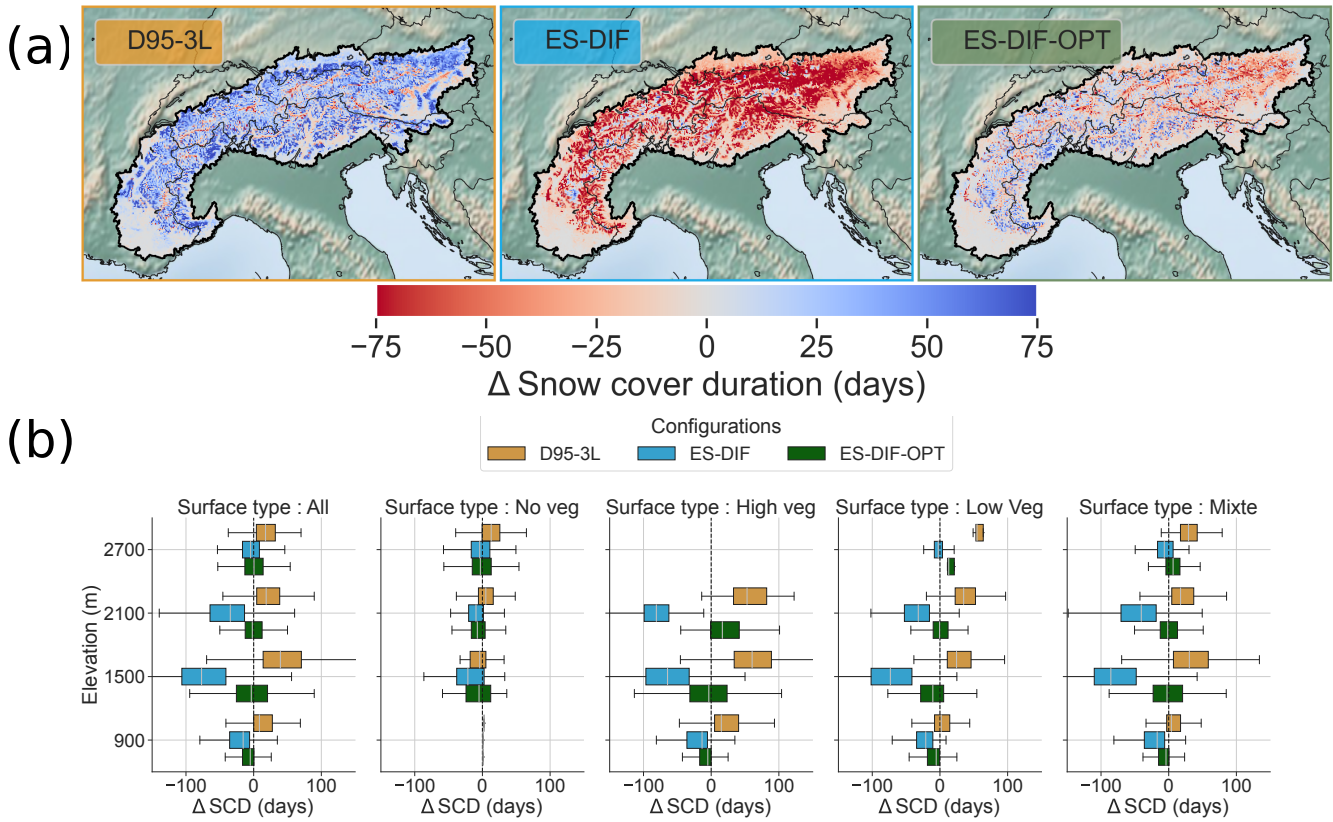 (a)
D95-3L
ES-DIF
ES-DIF-OPT
−75
−50
−25
0
25
50
75
Δ Snow cover duration (days)
(b)
Configurations
D95-3L
ES-DIF
ES-DIF-OPT
Surface type : All
Surface type : No veg
Surface type : High veg
Surface type : Low Veg
Surface type : Mixte
Elevation (m)
2700
2100
1500
900
−100
0
100
−100
0
100
−100
0
100
−100
0
100
−100
0
100
Δ SCD (days)
Δ SCD (days)
Δ SCD (days)
Δ SCD (days)
Δ SCD (days)